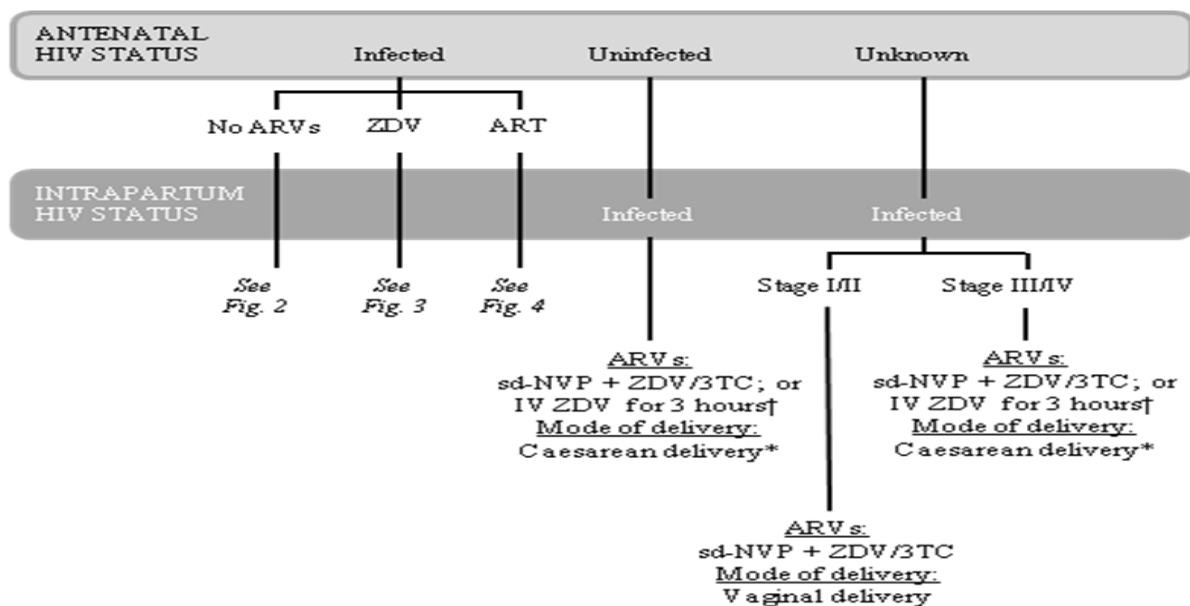 ANTENATAL
HIV STATUS
Infected
Uninfected
Unknown
No ARVs
ZDV
ART
INTRAPARTUM
HIV STATUS
Infected
Infected
See
Fig. 2
See
Fig. 3
See
Fig. 4
Stage I/II
Stage III/IV
ARVs:
sd-NVP + ZDV/3TC; or
IV ZDV for 3 hours†
Mode of delivery:
Caesarean delivery*
ARVs:
sd-NVP + ZDV/3TC; or
IV ZDV for 3 hours†
Mode of delivery:
Caesarean delivery*
ARVs:
sd-NVP + ZDV/3TC
Mode of delivery:
Vaginal delivery